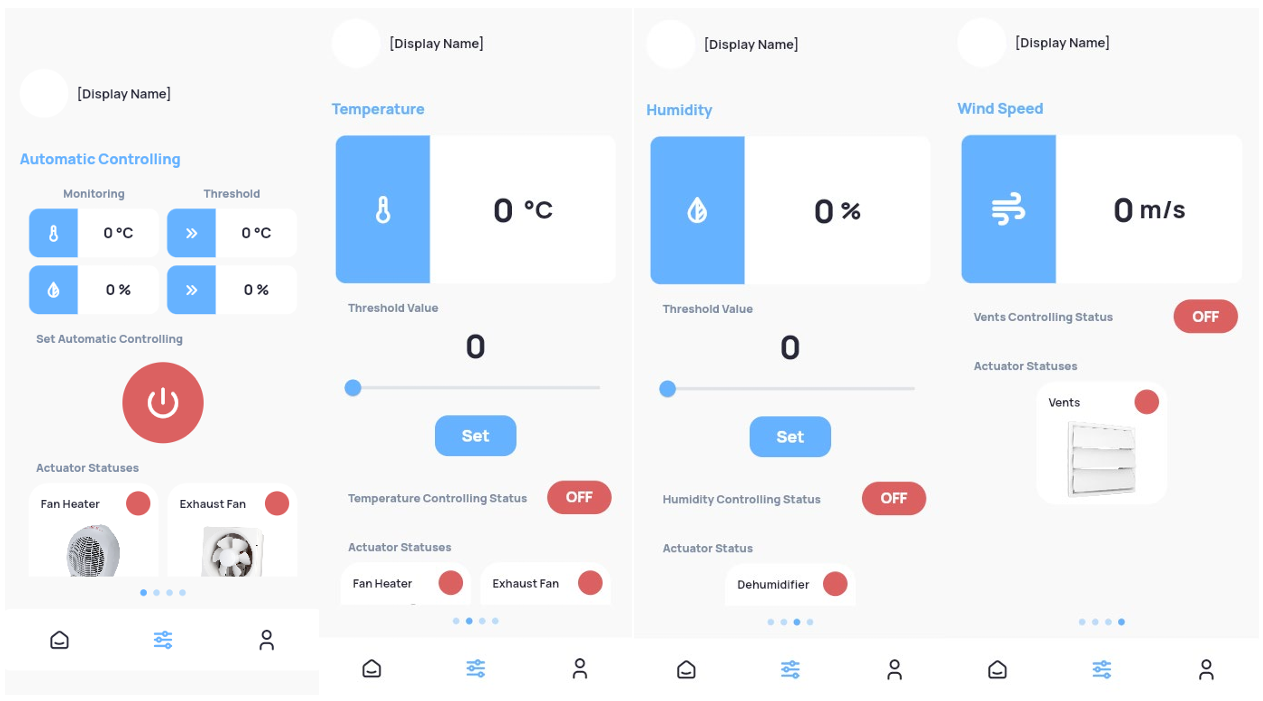 [Display Name]
Automatic Controlling
Monitoring Threshold
0 °C 0 °C
0 % 0 %
Set Automatic Controlling
Actuator Statuses
Fan Heater Exhaust Fan
[Display Name]
Temperature
0 °C
Threshold Value
0
Set
Temperature Controlling Status OFF
Actuator Statuses
Fan Heater Exhaust Fan
[Display Name]
Humidity
0 %
Threshold Value
0
Set
Humidity Controlling Status OFF
Actuator Status
Dehumidifier
[Display Name]
Wind Speed
0 m/s
Vents Controlling Status OFF
Actuator Statuses
Vents